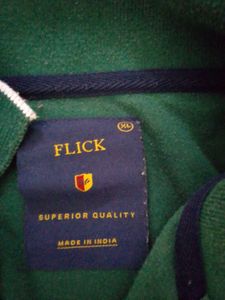 XL
FLICK
SUPERIOR QUALITY
MADE IN INDIA